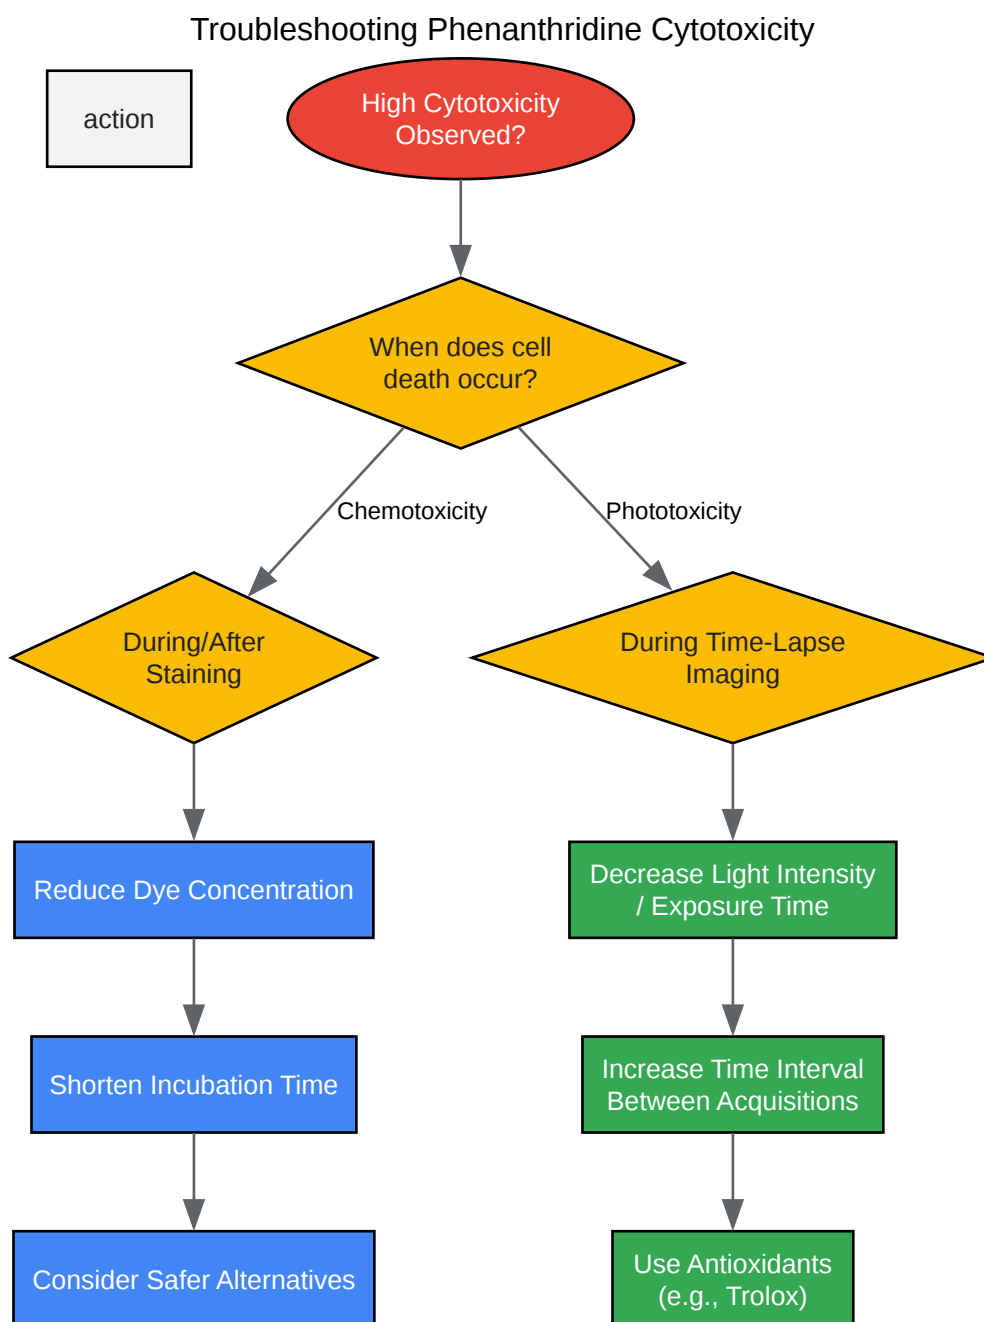 Troubleshooting Phenanthridine Cytotoxicity
action
High Cytotoxicity
Observed?
When does cell
death occur?
Chemotoxicity
Phototoxicity
During/After
Staining
During Time-Lapse
Imaging
Reduce Dye Concentration
Decrease Light Intensity
/ Exposure Time
Shorten Incubation Time
Increase Time Interval
Between Acquisitions
Consider Safer Alternatives
Use Antioxidants
(e.g., Trolox)